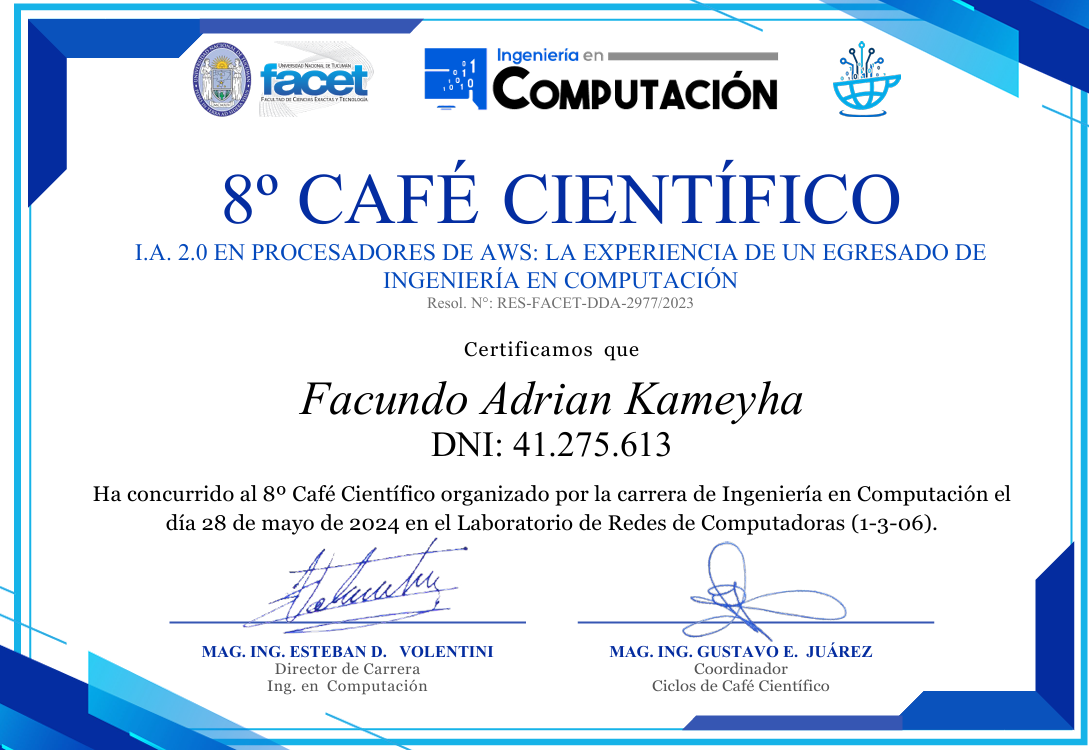 UNIVERSIDAD NACIONAL DE TUCUMÁN
facet
FACULTAD DE CIENCIAS EXACTAS Y TECNOLOGÍA
Ingeniería en
COMPUTACIÓN
8º CAFÉ CIENTÍFICO
I.A. 2.0 EN PROCESADORES DE AWS: LA EXPERIENCIA DE UN EGRESADO DE
INGENIERÍA EN COMPUTACIÓN
Resol. N°: RES-FACET-DDA-2977/2023
Certificamos que
Facundo Adrian Kameyha
DNI: 41.275.613
Ha concurrido al 8º Café Científico organizado por la carrera de Ingeniería en Computación el
día 28 de mayo de 2024 en el Laboratorio de Redes de Computadoras (1-3-06).
MAG. ING. ESTEBAN D. VOLENTINI
Director de Carrera
Ing. en Computación
MAG. ING. GUSTAVO E. JUÁREZ
Coordinador
Ciclos de Café Científico